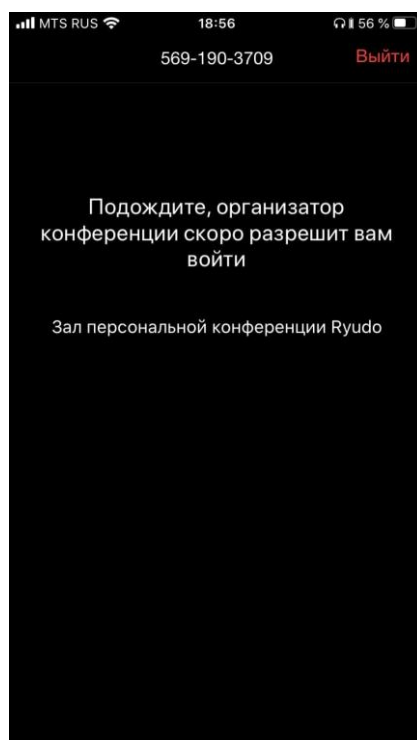 MTS RUS 18:56 56 %
569-190-3709 Выйти
Подождите, организатор
конференции скоро разрешит вам
войти
Зал персональной конференции Ryudo